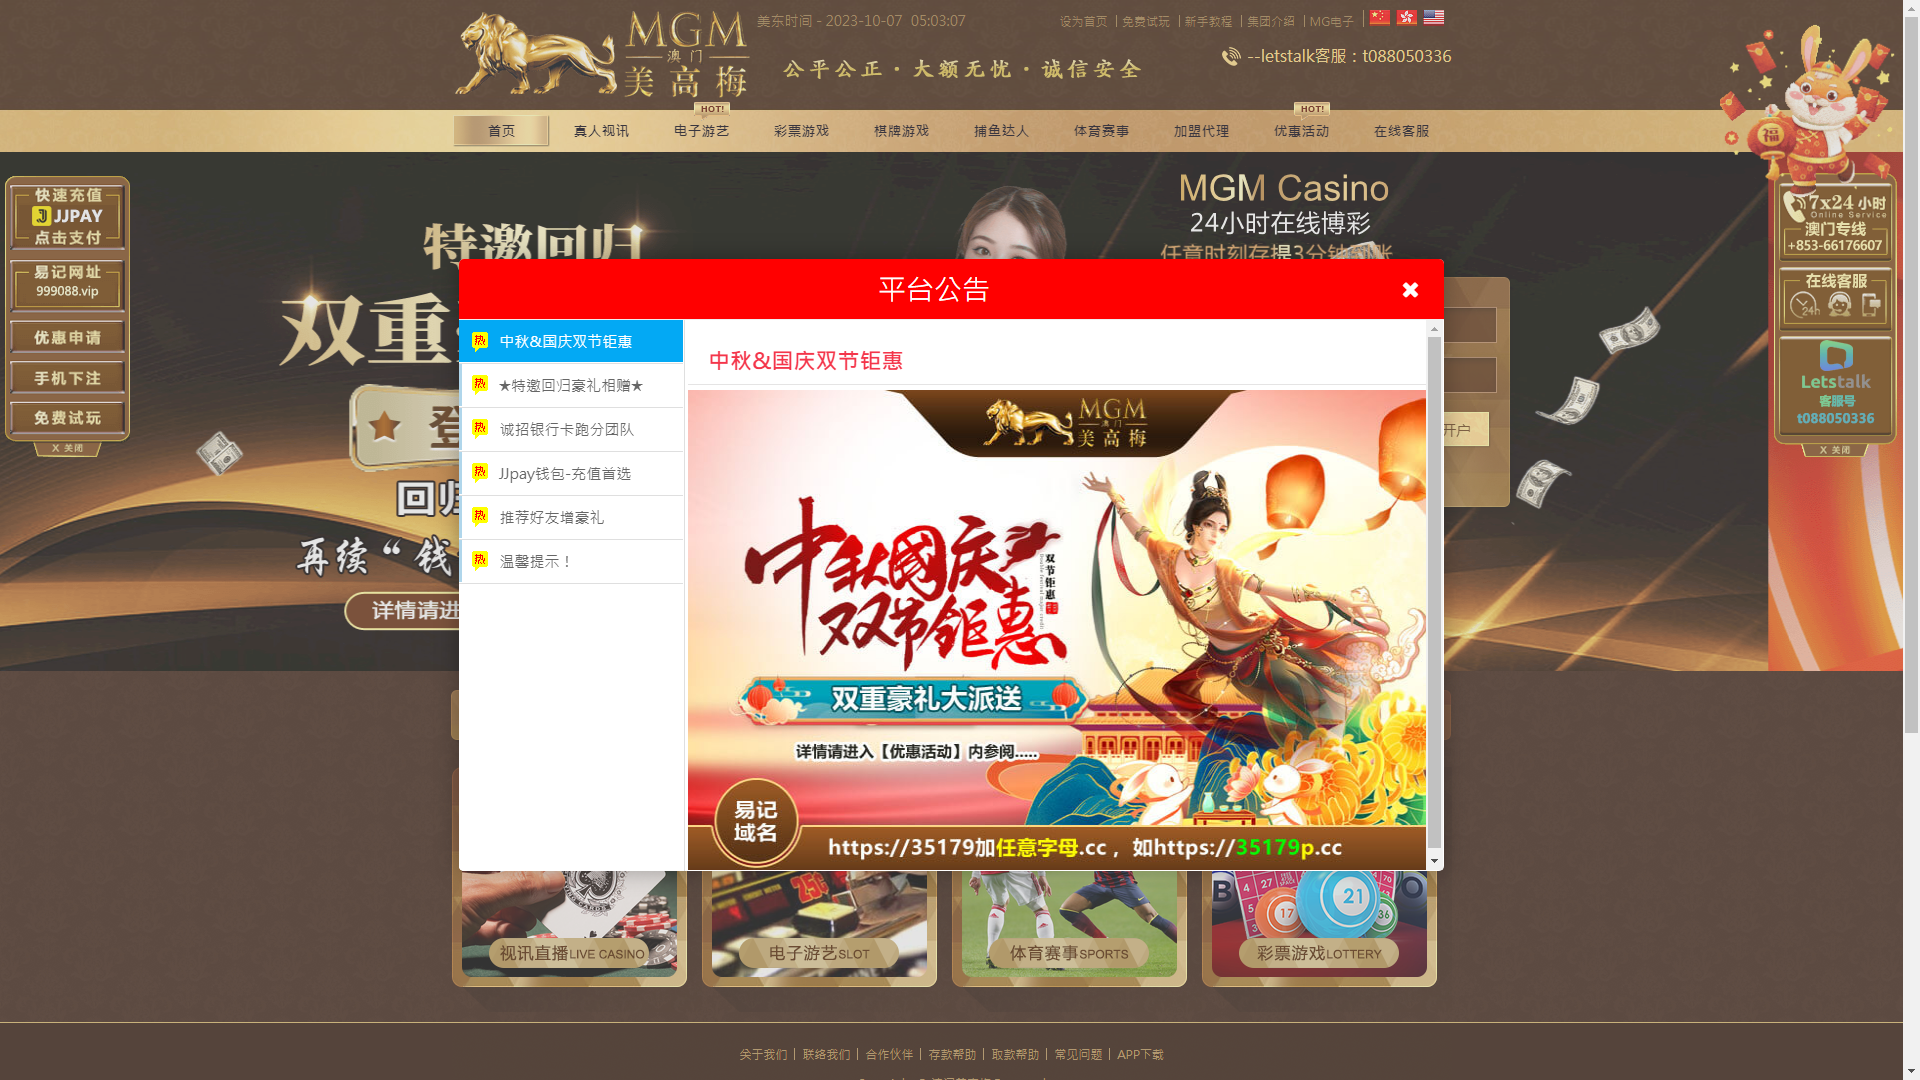 MGM
澳门
美高梅
美东时间 - 2023-10-07 05:03:07
设为首页
免费试玩
新手教程
集团介绍
MG电子
公平公正·大额无忧·诚信安全
--letstalk客服：t088050336
HOT!
HOT!
首页
真人视讯
电子游艺
彩票游戏
棋牌游戏
捕鱼达人
体育赛事
加盟代理
优惠活动
在线客服
福
快速充值
JJPAY
点击支付
易记网址
999088.vip
优惠申请
手机下注
免费试玩
X 关闭
特邀回归
双重
登
回归
再续“钱
详情请进
MGM Casino
24小时在线博彩
任意时刻存提3分钟到账
开户
7x24 小时
Online Service
澳门专线
+853-66176607
在线客服
24h
Letstalk
客服号
t088050336
X 关闭
平台公告
热 中秋&国庆双节钜惠
热 ★特邀回归豪礼相赠★
热 诚招银行卡跑分团队
热 JJpay钱包-充值首选
热 推荐好友增豪礼
热 温馨提示！
中秋&国庆双节钜惠
MGM
澳门
美高梅
中秋國庆
双节钜惠
双节钜惠
双重豪礼大派送
详情请进入【优惠活动】内参阅.....
易记
域名
https://35179加任意字母.cc ，如https://35179p.cc
视讯直播LIVE CASINO
电子游艺SLOT
体育赛事SPORTS
彩票游戏LOTTERY
关于我们
联络我们
合作伙伴
存款帮助
取款帮助
常见问题
APP下载